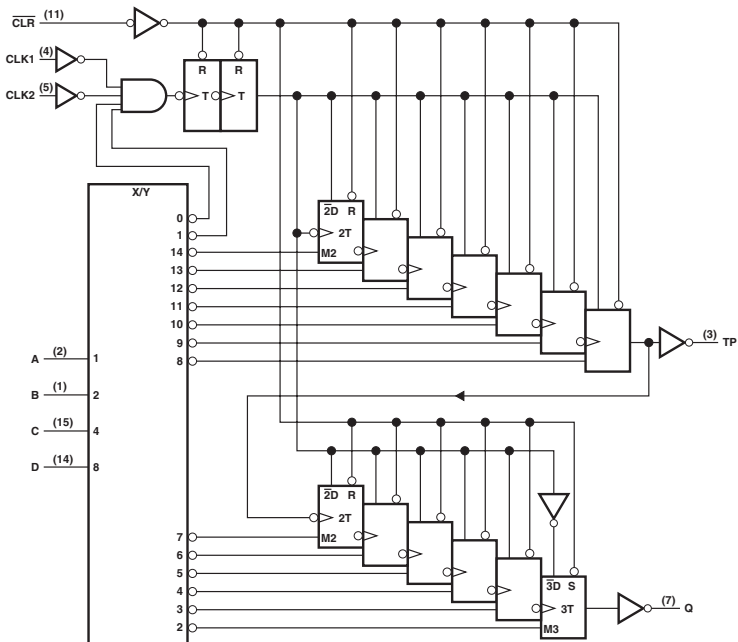 CLR (11)
CLK1 (4)
CLK2 (5)
R R
T T
X/Y
0
1
14
13
12
11
10
9
8
2D R
2T
M2
(3) TP
A (2) 1
B (1) 2
C (15) 4
D (14) 8
2D R
2T
M2
7
6
5
4
3
2
3D S
3T
M3
(7) Q